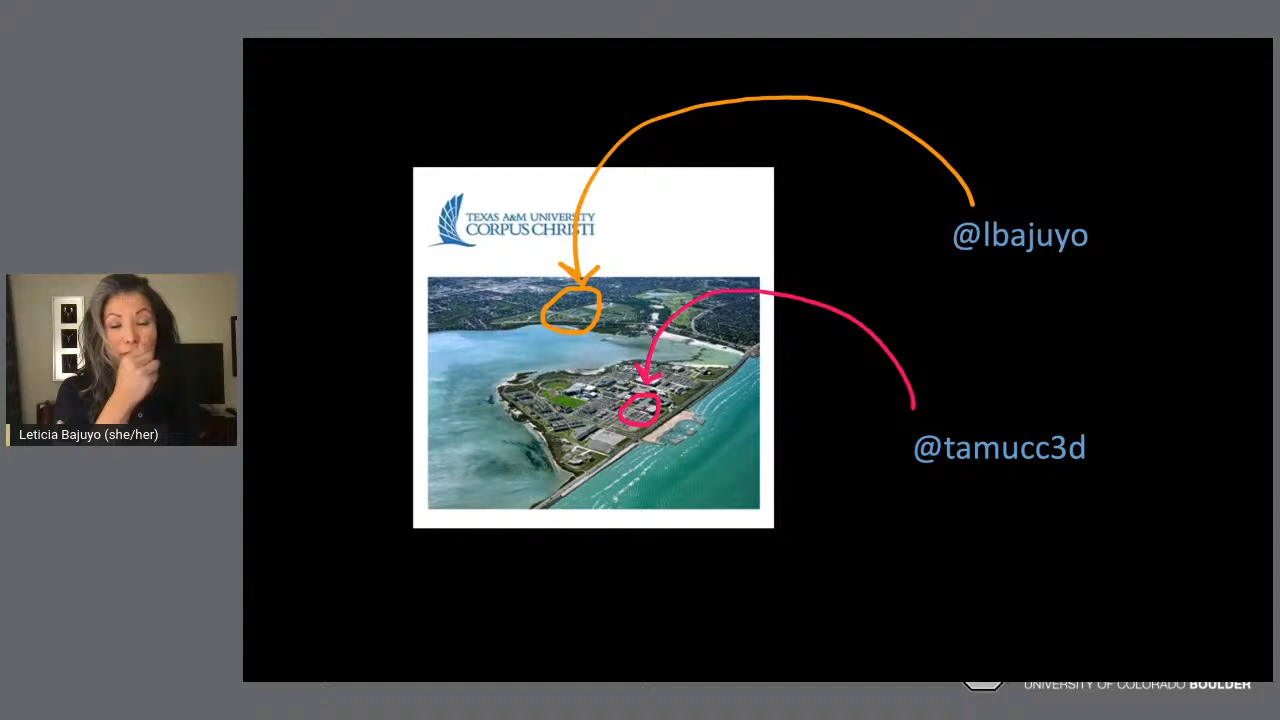 @lbajuyo
TEXAS A&M UNIVERSITY
CORPUS CHRISTI
Leticia Bajuyo (she/her)
@tamucc3d
UNIVERSITY OF COLORADO BOULDER